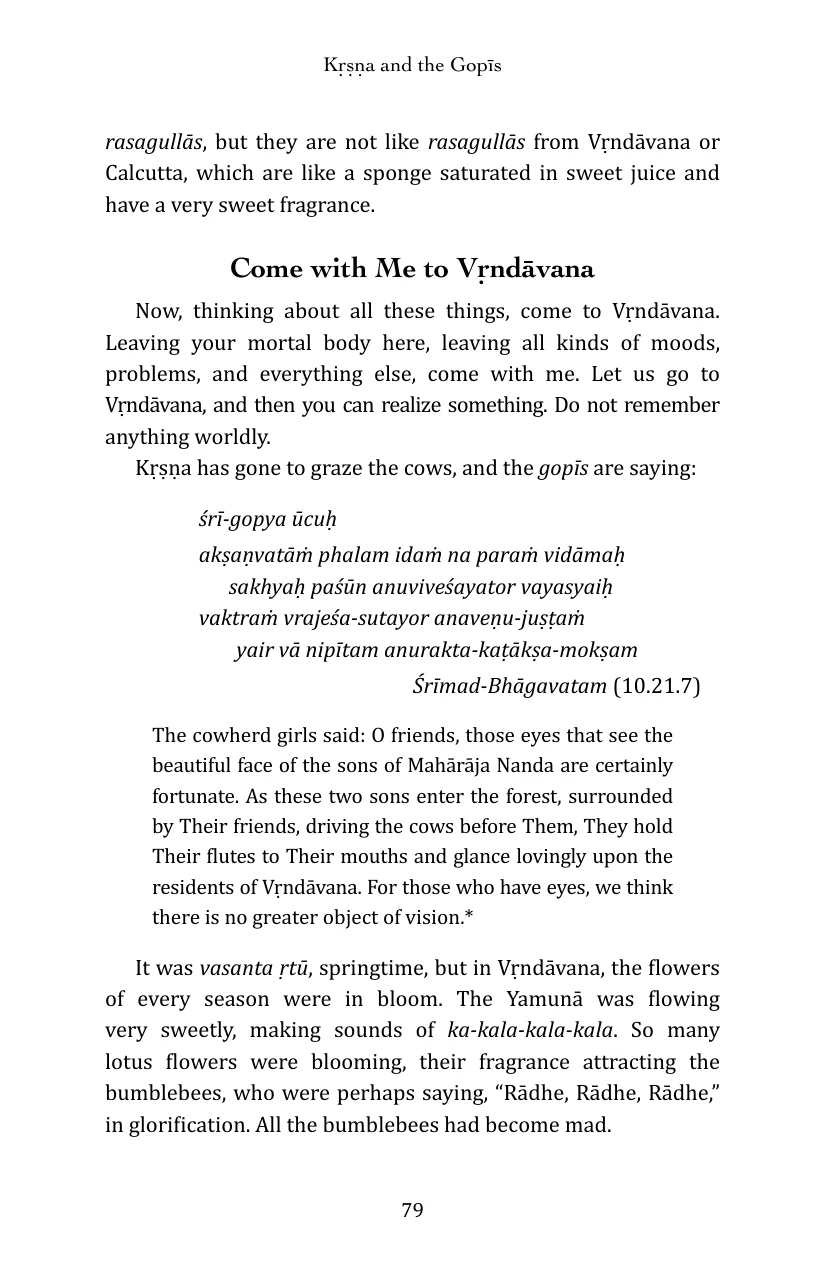 Kṛṣṇa and the Gopīs
rasagullās, but they are not like rasagullās from Vṛndāvana or
Calcutta, which are like a sponge saturated in sweet juice and
have a very sweet fragrance.
Come with Me to Vṛndāvana
Now, thinking about all these things, come to Vṛndāvana.
Leaving your mortal body here, leaving all kinds of moods,
problems, and everything else, come with me. Let us go to
Vṛndāvana, and then you can realize something. Do not remember
anything worldly.
Kṛṣṇa has gone to graze the cows, and the gopīs are saying:
śrī-gopya ūcuḥ
akṣaṇvatāṁ phalam idaṁ na paraṁ vidāmaḥ
sakhyaḥ paśūn anuviveśayator vayasyaiḥ
vaktraṁ vrajeśa-sutayor anaveṇu-juṣṭaṁ
yair vā nipītam anurakta-kaṭākṣa-mokṣam
Śrīmad-Bhāgavatam (10.21.7)
The cowherd girls said: O friends, those eyes that see the
beautiful face of the sons of Mahārāja Nanda are certainly
fortunate. As these two sons enter the forest, surrounded
by Their friends, driving the cows before Them, They hold
Their flutes to Their mouths and glance lovingly upon the
residents of Vṛndāvana. For those who have eyes, we think
there is no greater object of vision.*
It was vasanta ṛtū, springtime, but in Vṛndāvana, the flowers
of every season were in bloom. The Yamunā was flowing
very sweetly, making sounds of ka-kala-kala-kala. So many
lotus flowers were blooming, their fragrance attracting the
bumblebees, who were perhaps saying, “Rādhe, Rādhe, Rādhe,”
in glorification. All the bumblebees had become mad.
79